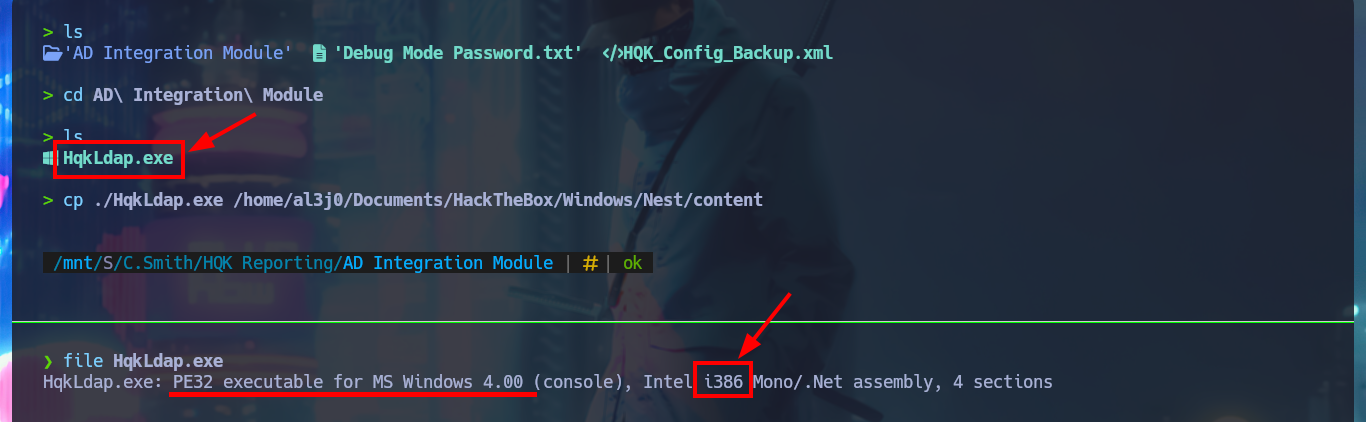 > ls
'AD Integration Module' 'Debug Mode Password.txt' HQK_Config_Backup.xml
> cd AD\ Integration\ Module
> ls
HqkLdap.exe
> cp ./HqkLdap.exe /home/al3j0/Documents/HackTheBox/Windows/Nest/content
/mnt/S/C.Smith/HQK Reporting/AD Integration Module | # | ok
❯ file HqkLdap.exe
HqkLdap.exe: PE32 executable for MS Windows 4.00 (console), Intel i386 Mono/.Net assembly, 4 sections